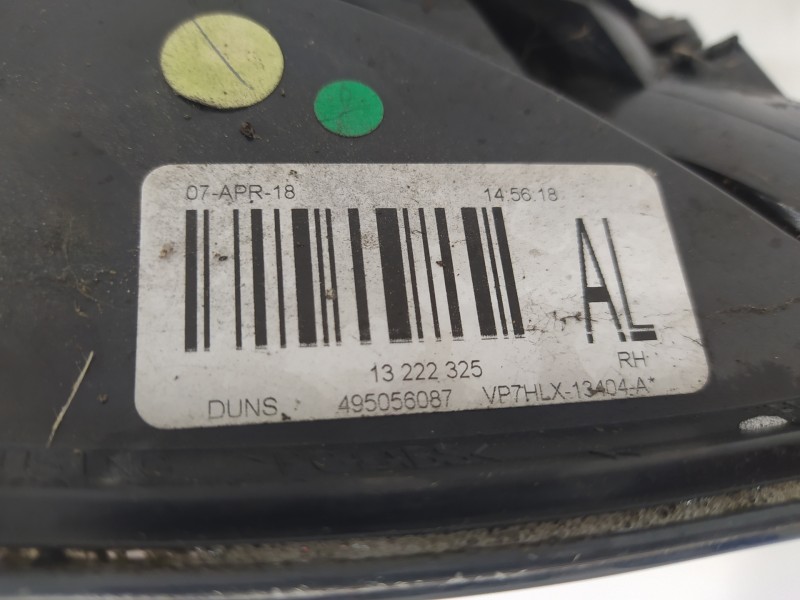 07-APR-18 14:56:18
AL
13 222 325 RH
DUNS 495056087 VP7HLX-13404-A*